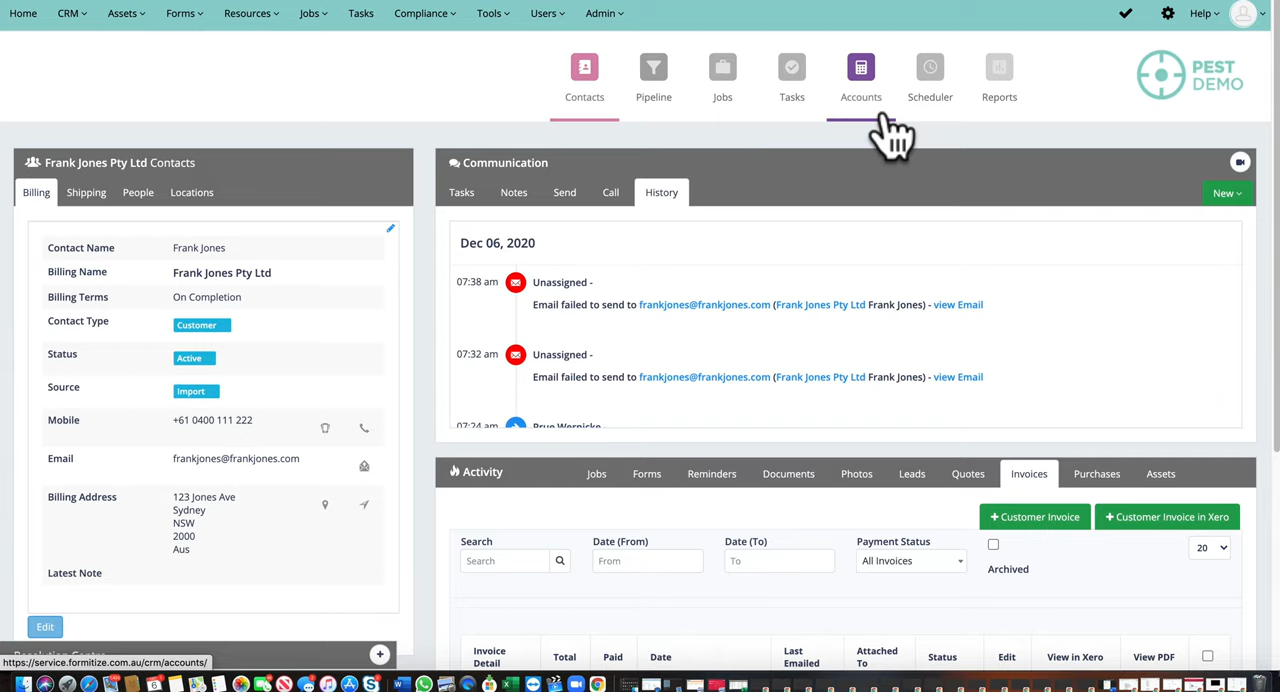 Home CRM Assets Forms Resources Jobs Tasks Compliance Tools Users Admin Help
Contacts Pipeline Jobs Tasks Accounts Scheduler Reports
PEST
DEMO
Frank Jones Pty Ltd Contacts
Billing Shipping People Locations
Contact Name Frank Jones
Billing Name Frank Jones Pty Ltd
Billing Terms On Completion
Contact Type Customer
Status Active
Source Import
Mobile +61 0400 111 222
Email frankjones@frankjones.com
Billing Address 123 Jones Ave
Sydney
NSW
2000
Aus
Latest Note
Edit
Resolution Centre
https://service.formitize.com.au/crm/accounts/
Communication
Tasks Notes Send Call History New
Dec 06, 2020
07:38 am Unassigned -
Email failed to send to frankjones@frankjones.com (Frank Jones Pty Ltd Frank Jones) - view Email
07:32 am Unassigned -
Email failed to send to frankjones@frankjones.com (Frank Jones Pty Ltd Frank Jones) - view Email
07:24 am Prue Wernicke
Activity Jobs Forms Reminders Documents Photos Leads Quotes Invoices Purchases Assets
+ Customer Invoice + Customer Invoice in Xero
Search Date (From) Date (To) Payment Status
Search From To All Invoices Archived 20
Invoice Detail Total Paid Date Last Emailed Attached To Status Edit View in Xero View PDF